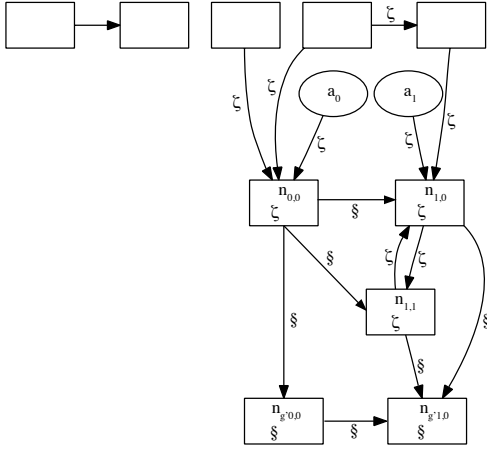 ζ
a0 a1
ζ ζ ζ ζ ζ
n0,0 n1,0
ζ § ζ
§ ζ ζ
n1,1
ζ
§ §
§
ng·0,0 ng·1,0
§ § §